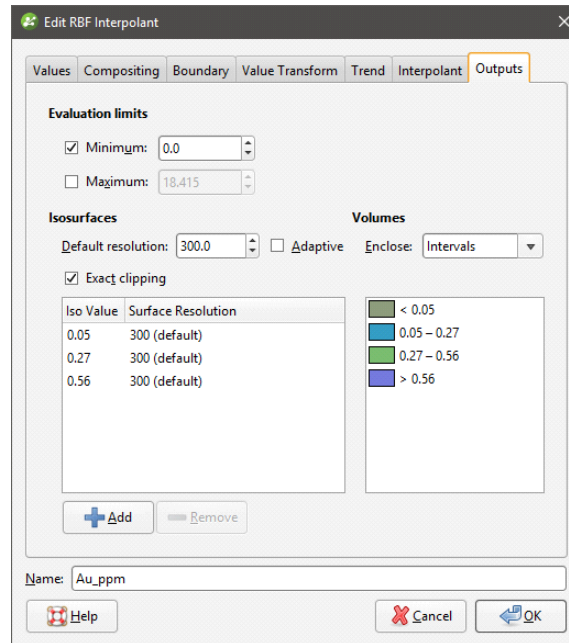 Edit RBF Interpolant
Values Compositing Boundary Value Transform Trend Interpolant Outputs
Evaluation limits
Minimum: 0.0
Maximum: 18.415
Isosurfaces Volumes
Default resolution: 300.0 Adaptive Enclose: Intervals
Exact clipping
Iso Value Surface Resolution < 0.05
0.05 300 (default) 0.05 – 0.27
0.27 300 (default) 0.27 – 0.56
0.56 300 (default) > 0.56
Add Remove
Name: Au_ppm
Help Cancel OK